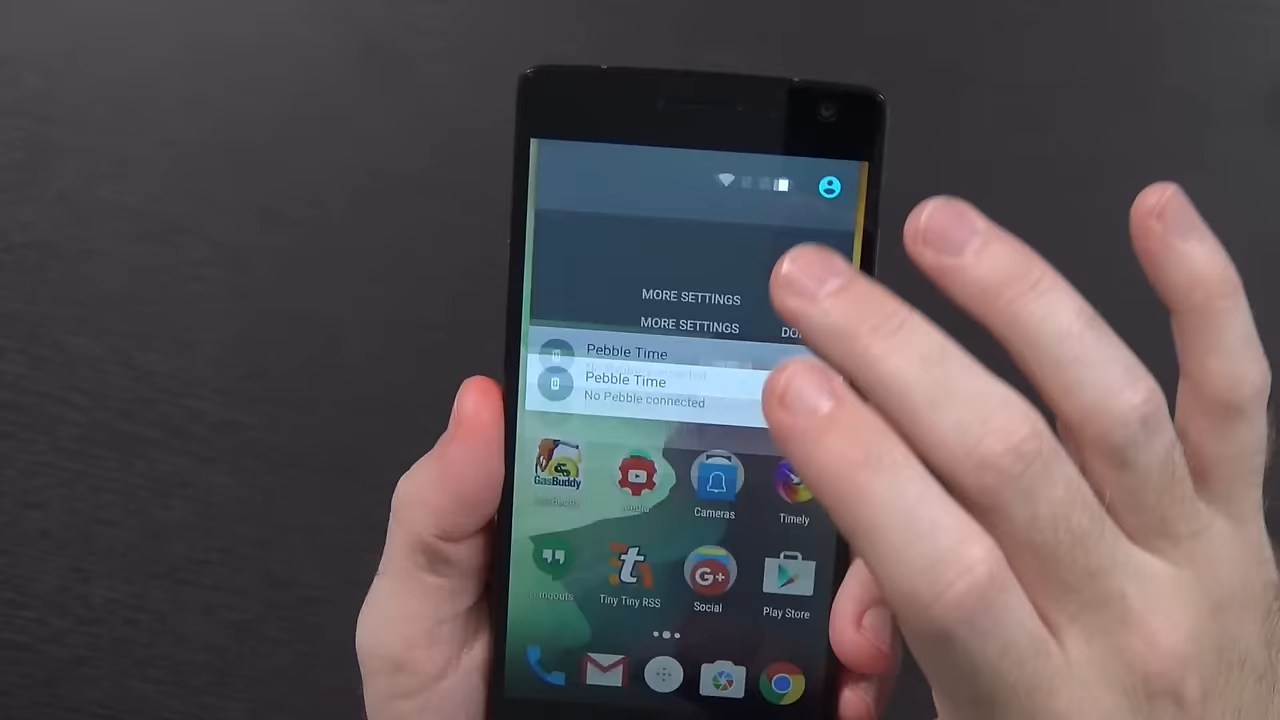 MORE SETTINGS
MORE SETTINGS
Pebble Time
Pebble Time
No Pebble connected
GasBuddy
Cameras
Timely
Hangouts
Tiny Tiny RSS
Social
Play Store